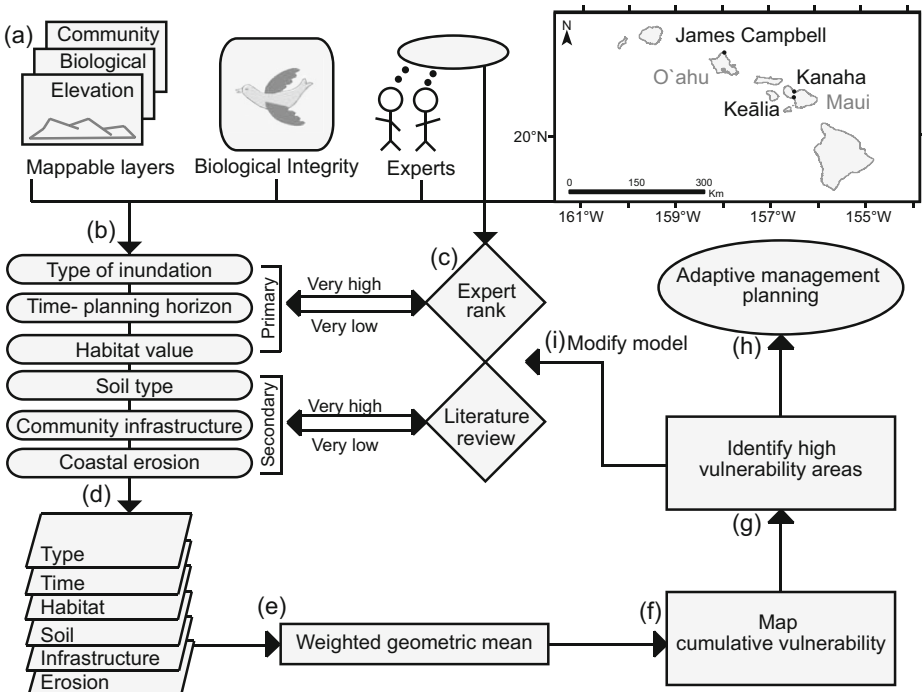 (a)
Community
Biological
Elevation
Mappable layers
Biological Integrity
Experts
N
James Campbell
O`ahu
Kanaha
Keālia
Maui
20°N
0
150
300
Km
161°W
159°W
157°W
155°W
(b)
Type of inundation
Time- planning horizon
Habitat value
Soil type
Community infrastructure
Coastal erosion
Primary
Secondary
Very high
Very low
Very high
Very low
(c)
Expert
rank
Literature
review
(i) Modify model
Adaptive management
planning
(h)
Identify high
vulnerability areas
(g)
(d)
Type
Time
Habitat
Soil
Infrastructure
Erosion
(e)
Weighted geometric mean
(f)
Map
cumulative vulnerability